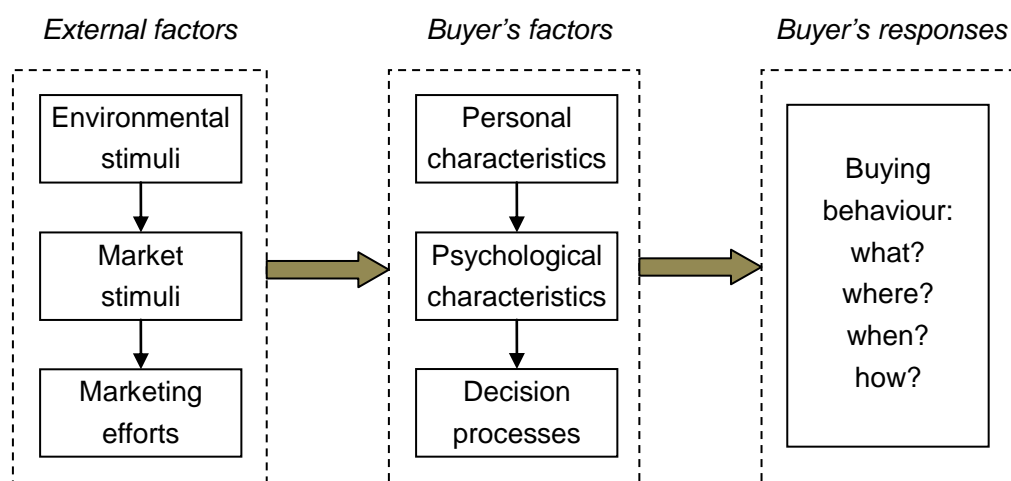 External factors
Environmental
stimuli
Market
stimuli
Marketing
efforts
Buyer’s factors
Personal
characteristics
Psychological
characteristics
Decision
processes
Buyer’s responses
Buying
behaviour:
what?
where?
when?
how?